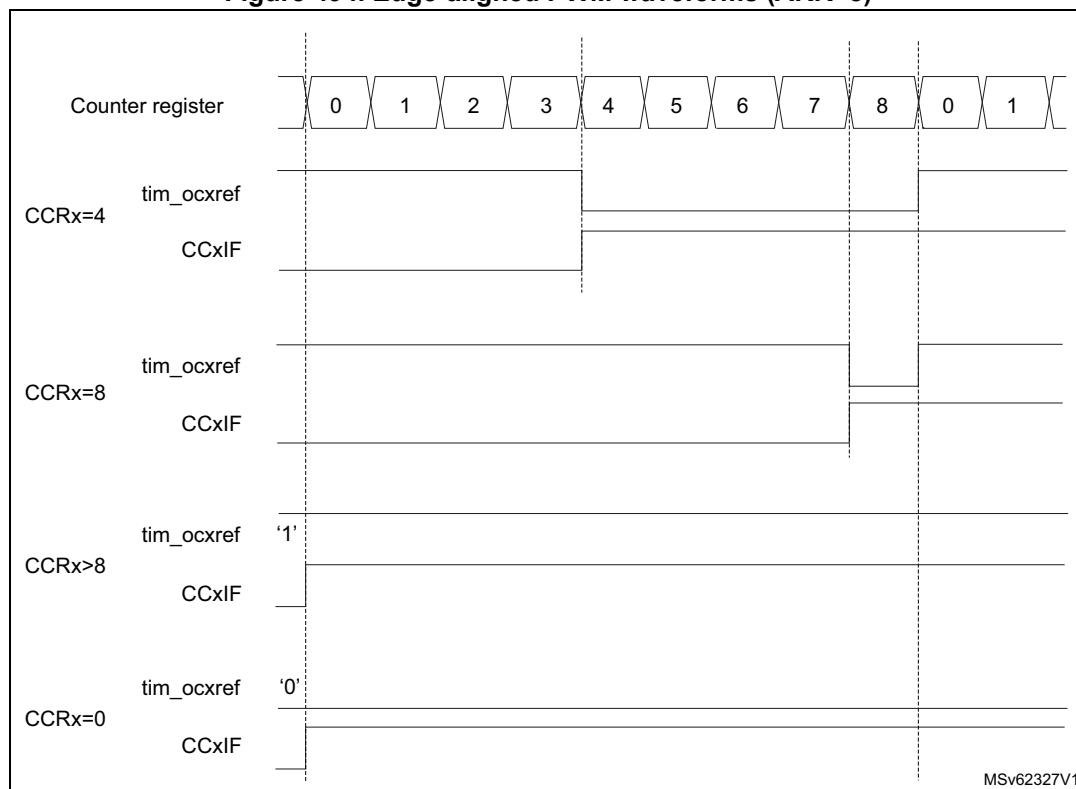 Figure Edge-aligned PWM waveforms (ARR=8)
Counter register 0 1 2 3 4 5 6 7 8 0 1
tim_ocxref
CCRx=4
CCxIF
tim_ocxref
CCRx=8
CCxIF
tim_ocxref '1'
CCRx>8
CCxIF
tim_ocxref '0'
CCRx=0
CCxIF
MSv62327V1